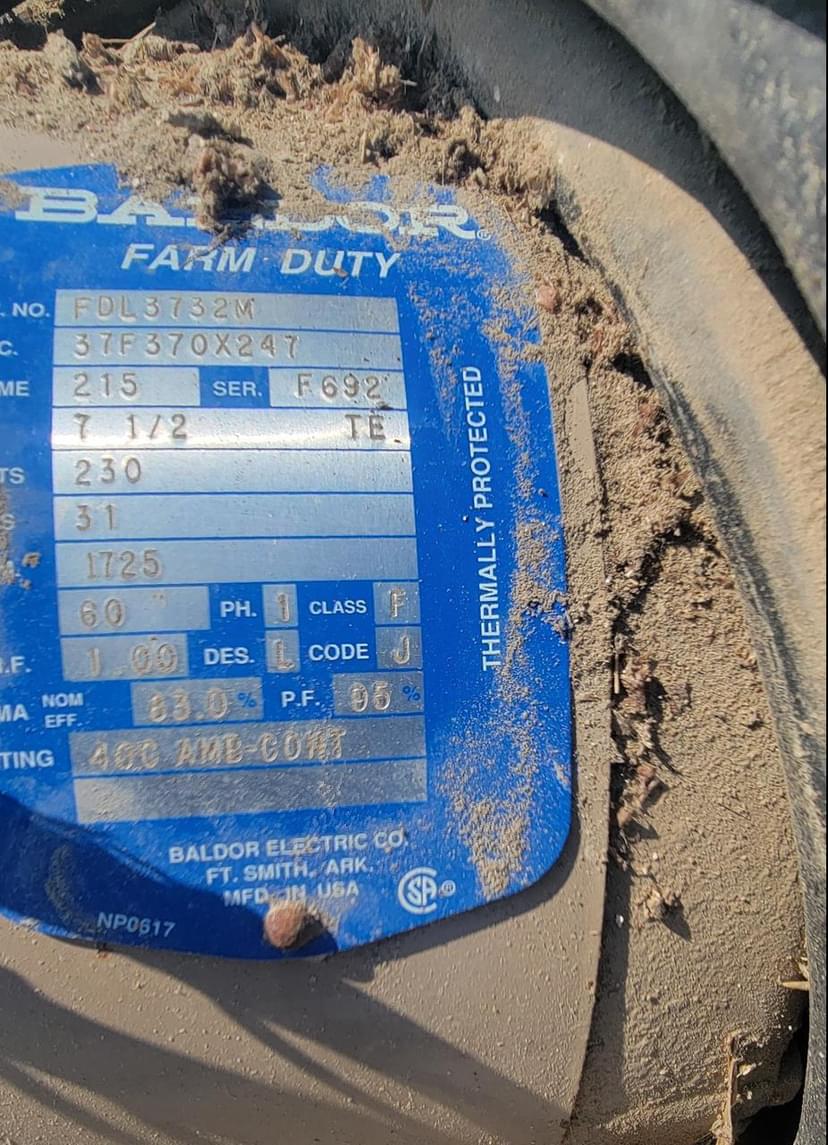 BALDOR®
FARM DUTY
. NO. FDL3732M
C. 37F370X247
ME 215 SER. F692
7 1/2 TE
TS 230
S 31
1725
60 PH. 1 CLASS F
.F. 1.00 DES. L CODE J
MA NOM EFF. 83.0% P.F. 95%
TING 40C AMB-CONT
THERMALLY PROTECTED
BALDOR ELECTRIC CO.
FT. SMITH, ARK.
MFD. IN USA
SA®
NP0617